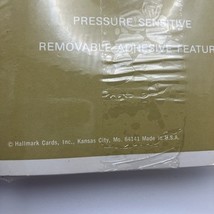 PRESSURE SENSITIVE
REMOVABLE ADHESIVE FEATUR
© Hallmark Cards, Inc., Kansas City, Mo. 64141 Made in U.S.A.